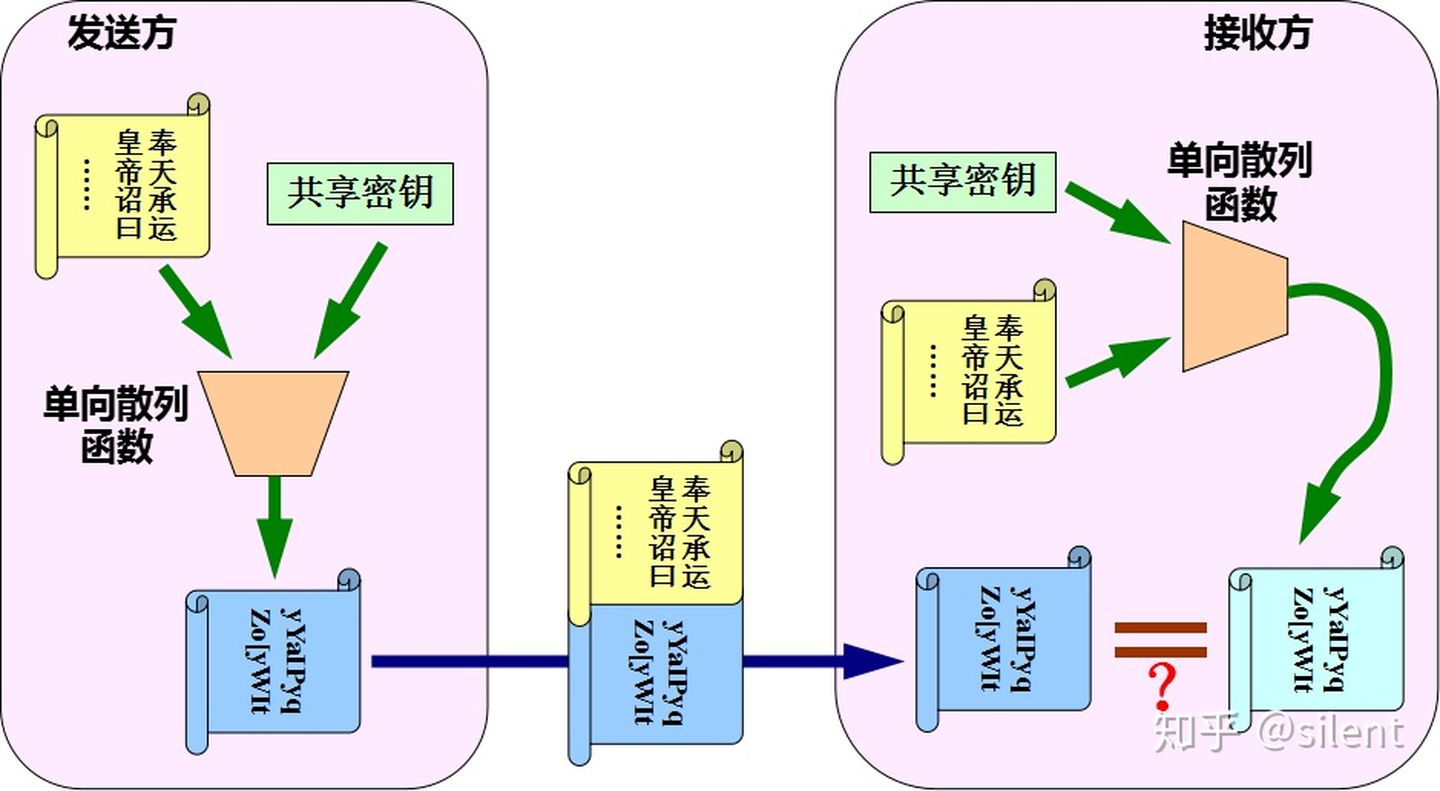 发送方
奉天承运
皇帝诏曰
……
共享密钥
单向散列
函数
yYaIPyq
Zo[yWIt
奉天承运
皇帝诏曰
……
yYaIPyq
Zo[yWIt
接收方
共享密钥
单向散列
函数
奉天承运
皇帝诏曰
……
yYaIPyq
Zo[yWIt
=
?
yYaIPyq
Zo[yWIt
知乎 @silent